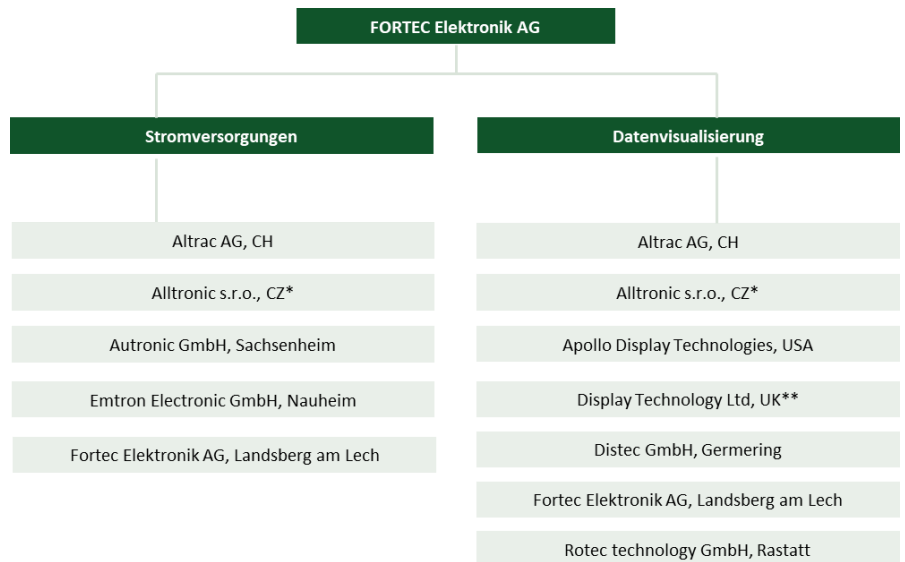 FORTEC Elektronik AG
Stromversorgungen
Altrac AG, CH
Alltronic s.r.o., CZ*
Autronic GmbH, Sachsenheim
Emtron Electronic GmbH, Nauheim
Fortec Elektronik AG, Landsberg am Lech
Datenvisualisierung
Altrac AG, CH
Alltronic s.r.o., CZ*
Apollo Display Technologies, USA
Display Technology Ltd, UK**
Distec GmbH, Germering
Fortec Elektronik AG, Landsberg am Lech
Rotec technology GmbH, Rastatt